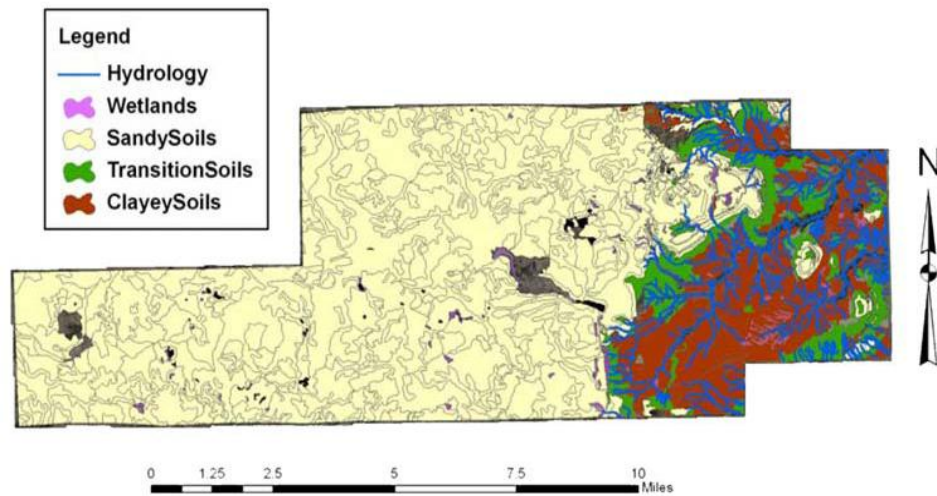 Legend
Hydrology
Wetlands
SandySoils
TransitionSoils
ClayeySoils
N
0 1.25 2.5 5 7.5 10
Miles